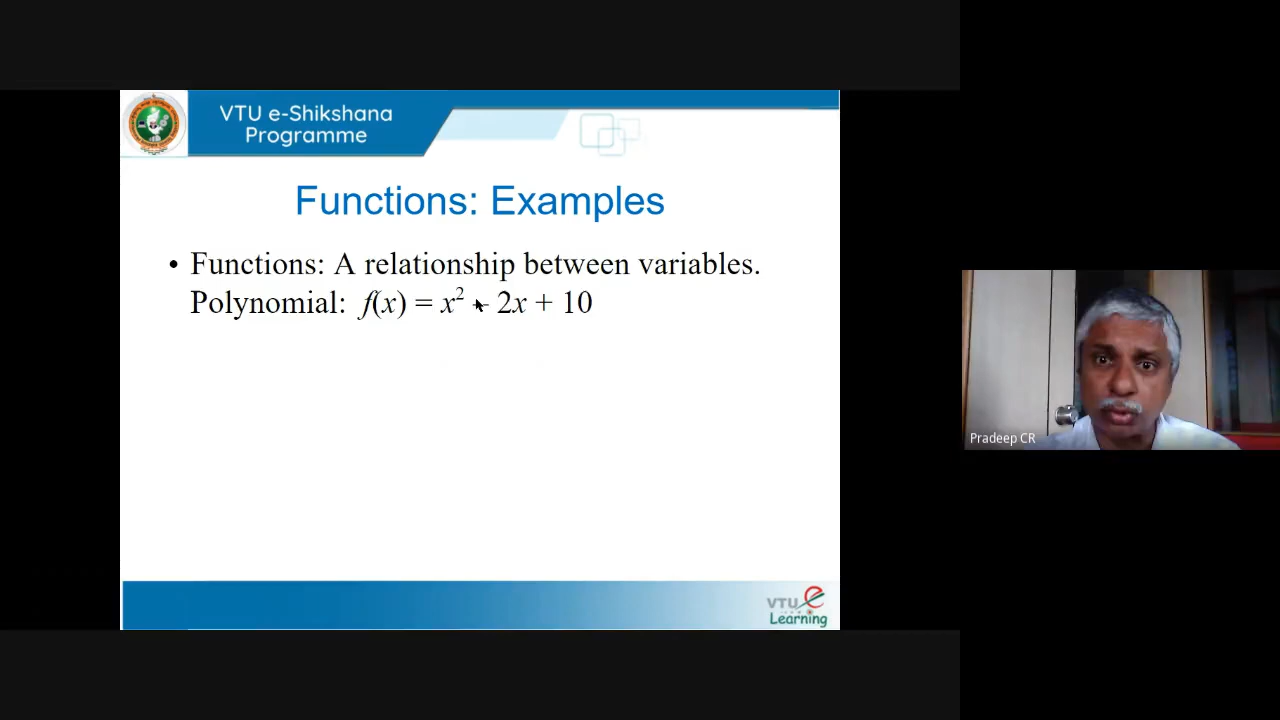 VTU e-Shikshana
Programme
Functions: Examples
• Functions: A relationship between variables.
Polynomial: f(x) = x² - 2x + 10
Pradeep CR
VTU e
Learning